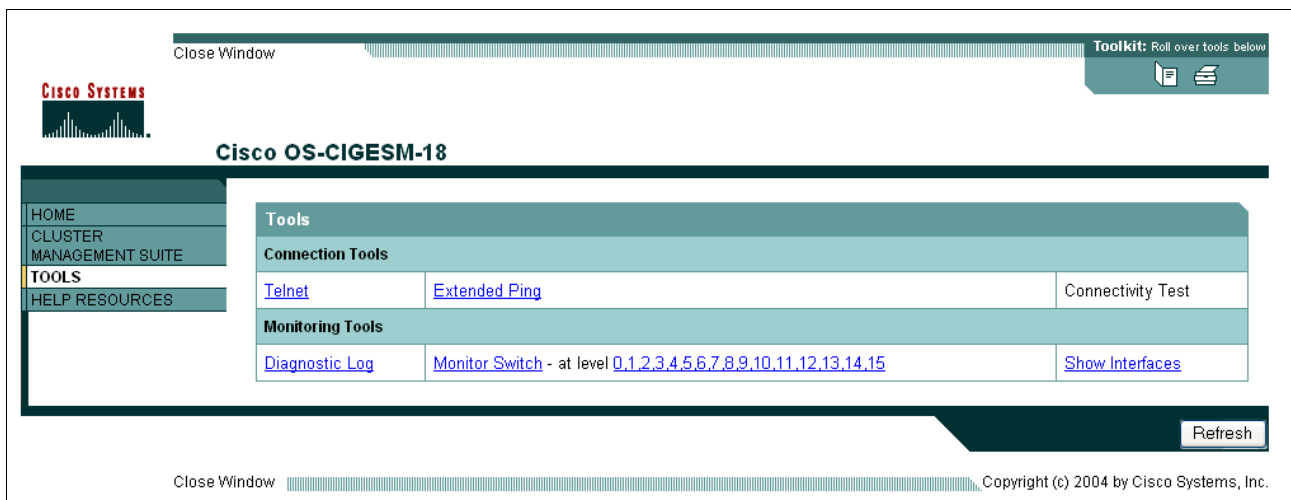 Close Window
Toolkit: Roll over tools below
CISCO SYSTEMS
Cisco OS-CIGESM-18
HOME
CLUSTER
MANAGEMENT SUITE
TOOLS
HELP RESOURCES
Tools
Connection Tools
Telnet Extended Ping Connectivity Test
Monitoring Tools
Diagnostic Log Monitor Switch - at level 0,1,2,3,4,5,6,7,8,9,10,11,12,13,14,15 Show Interfaces
Refresh
Close Window
Copyright (c) 2004 by Cisco Systems, Inc.